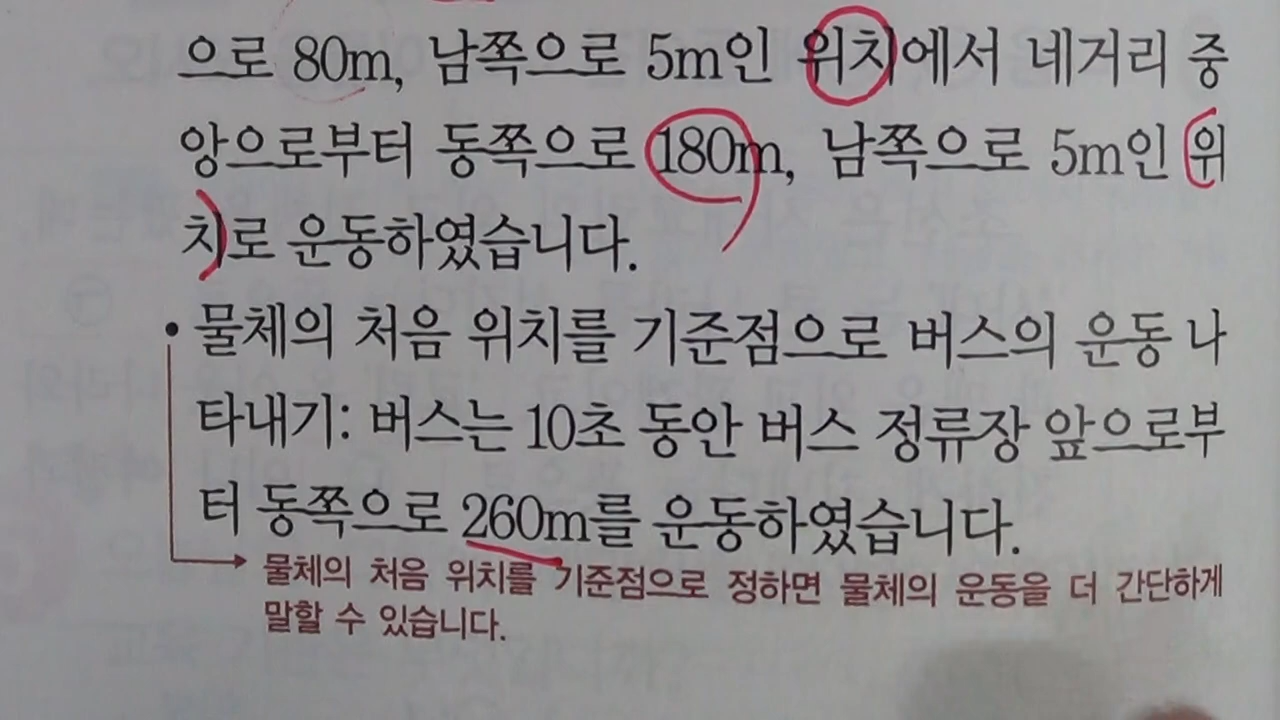 으로 80m, 남쪽으로 5m인 위치에서 네거리 중
앙으로부터 동쪽으로 180m, 남쪽으로 5m인 위
치로 운동하였습니다.
• 물체의 처음 위치를 기준점으로 버스의 운동 나
타내기: 버스는 10초 동안 버스 정류장 앞으로부
터 동쪽으로 260m를 운동하였습니다.
물체의 처음 위치를 기준점으로 정하면 물체의 운동을 더 간단하게
말할 수 있습니다.